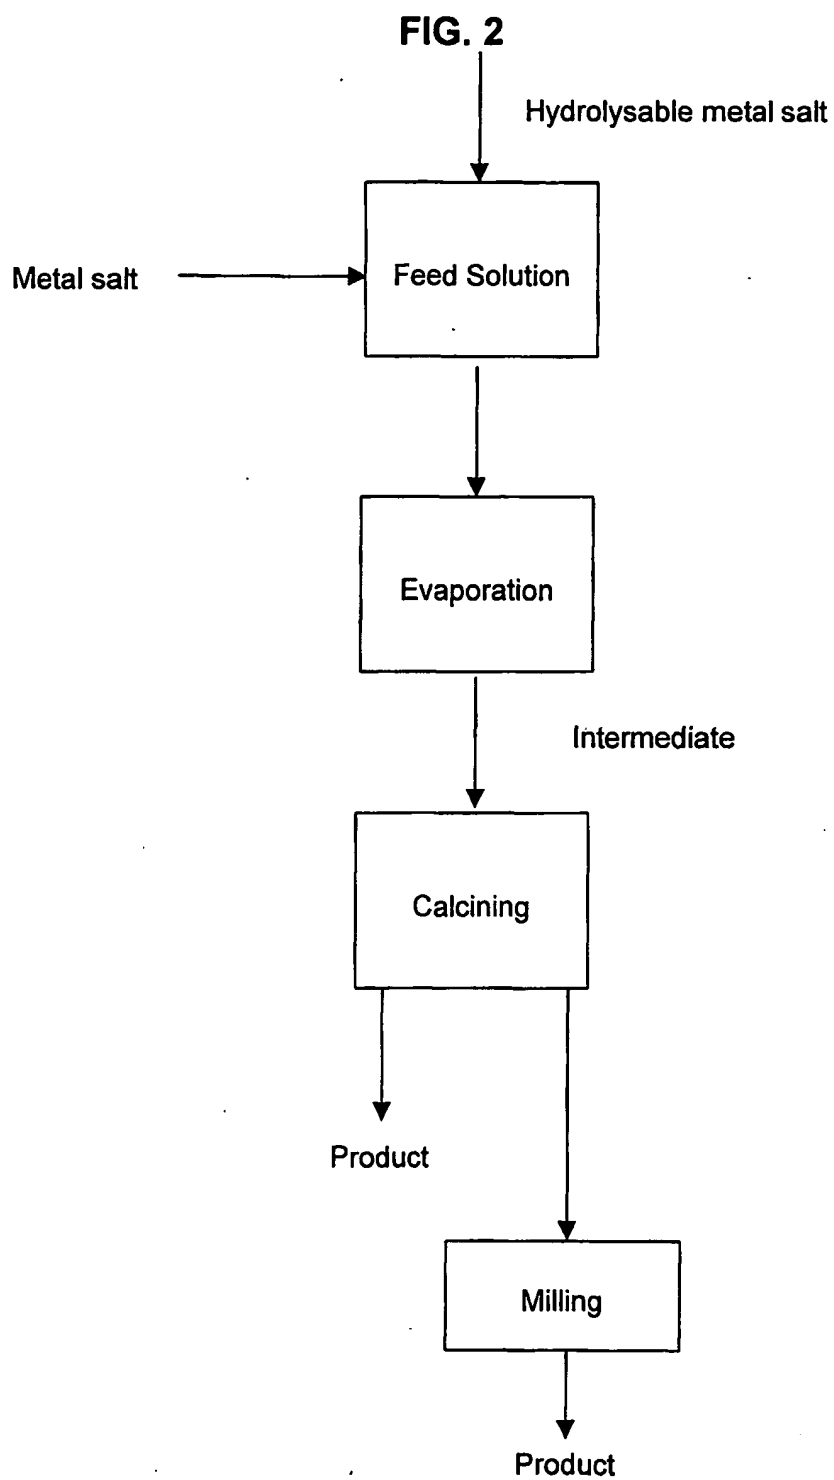 FIG. 2
Hydrolysable metal salt
Metal salt
Feed Solution
Evaporation
Intermediate
Calcining
Product
Milling
Product